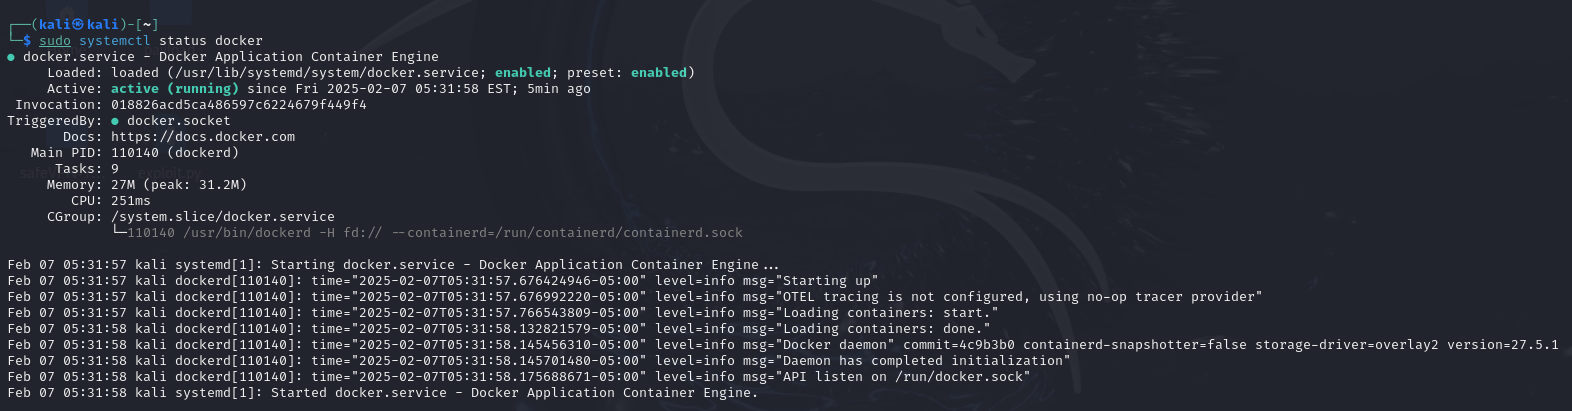 ┌──(kali㉿kali)-[~]
└─$ sudo systemctl status docker
● docker.service - Docker Application Container Engine
     Loaded: loaded (/usr/lib/systemd/system/docker.service; enabled; preset: enabled)
     Active: active (running) since Fri 2025-02-07 05:31:58 EST; 5min ago
 Invocation: 018826acd5ca486597c6224679f449f4
TriggeredBy: ● docker.socket
       Docs: https://docs.docker.com
   Main PID: 110140 (dockerd)
      Tasks: 9
     Memory: 27M (peak: 31.2M)
        CPU: 251ms
     CGroup: /system.slice/docker.service
             └─110140 /usr/bin/dockerd -H fd:// --containerd=/run/containerd/containerd.sock

Feb 07 05:31:57 kali systemd[1]: Starting docker.service - Docker Application Container Engine...
Feb 07 05:31:57 kali dockerd[110140]: time="2025-02-07T05:31:57.676424946-05:00" level=info msg="Starting up"
Feb 07 05:31:57 kali dockerd[110140]: time="2025-02-07T05:31:57.676992220-05:00" level=info msg="OTEL tracing is not configured, using no-op tracer provider"
Feb 07 05:31:57 kali dockerd[110140]: time="2025-02-07T05:31:57.766543809-05:00" level=info msg="Loading containers: start."
Feb 07 05:31:58 kali dockerd[110140]: time="2025-02-07T05:31:58.132821579-05:00" level=info msg="Loading containers: done."
Feb 07 05:31:58 kali dockerd[110140]: time="2025-02-07T05:31:58.145456310-05:00" level=info msg="Docker daemon" commit=4c9b3b0 containerd-snapshotter=false storage-driver=overlay2 version=27.5.1
Feb 07 05:31:58 kali dockerd[110140]: time="2025-02-07T05:31:58.145701480-05:00" level=info msg="Daemon has completed initialization"
Feb 07 05:31:58 kali dockerd[110140]: time="2025-02-07T05:31:58.175688671-05:00" level=info msg="API listen on /run/docker.sock"
Feb 07 05:31:58 kali systemd[1]: Started docker.service - Docker Application Container Engine.